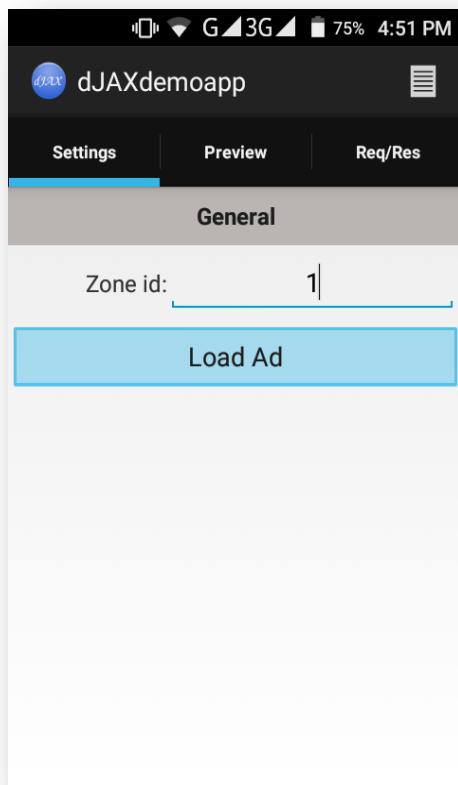 G 3G 75% 4:51 PM
dJAX dJAXdemoapp
Settings Preview Req/Res
General
Zone id: 1
Load Ad